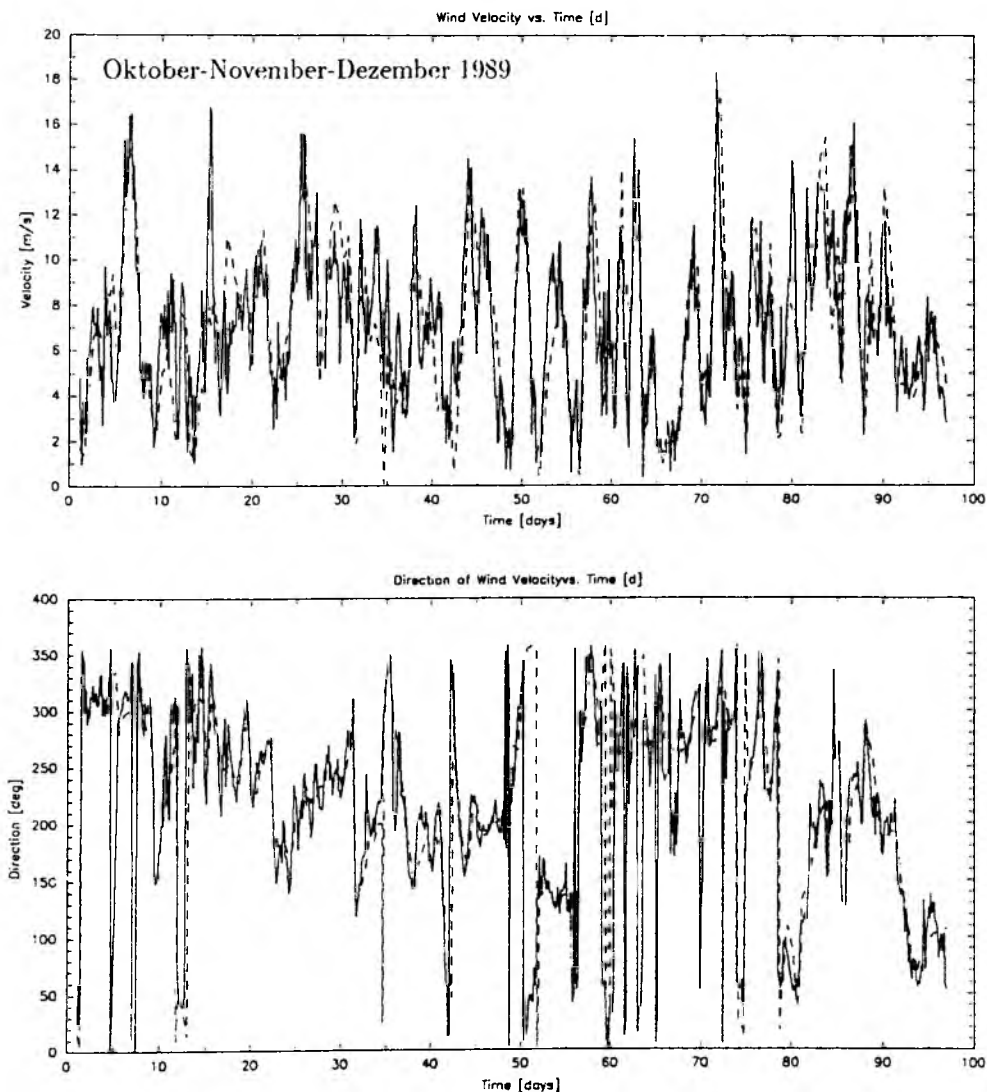 Wind Velocity vs. Time [d]
Oktober-November-Dezember 1989
20
18
16
14
12
10
8
6
4
2
0
Velocity [m/s]
0 10 20 30 40 50 60 70 80 90 100
Time [days]
Direction of Wind Velocityvs. Time [d]
400
350
300
250
200
150
100
50
0
Direction [deg]
0 10 20 30 40 50 60 70 80 90 100
Time [days]